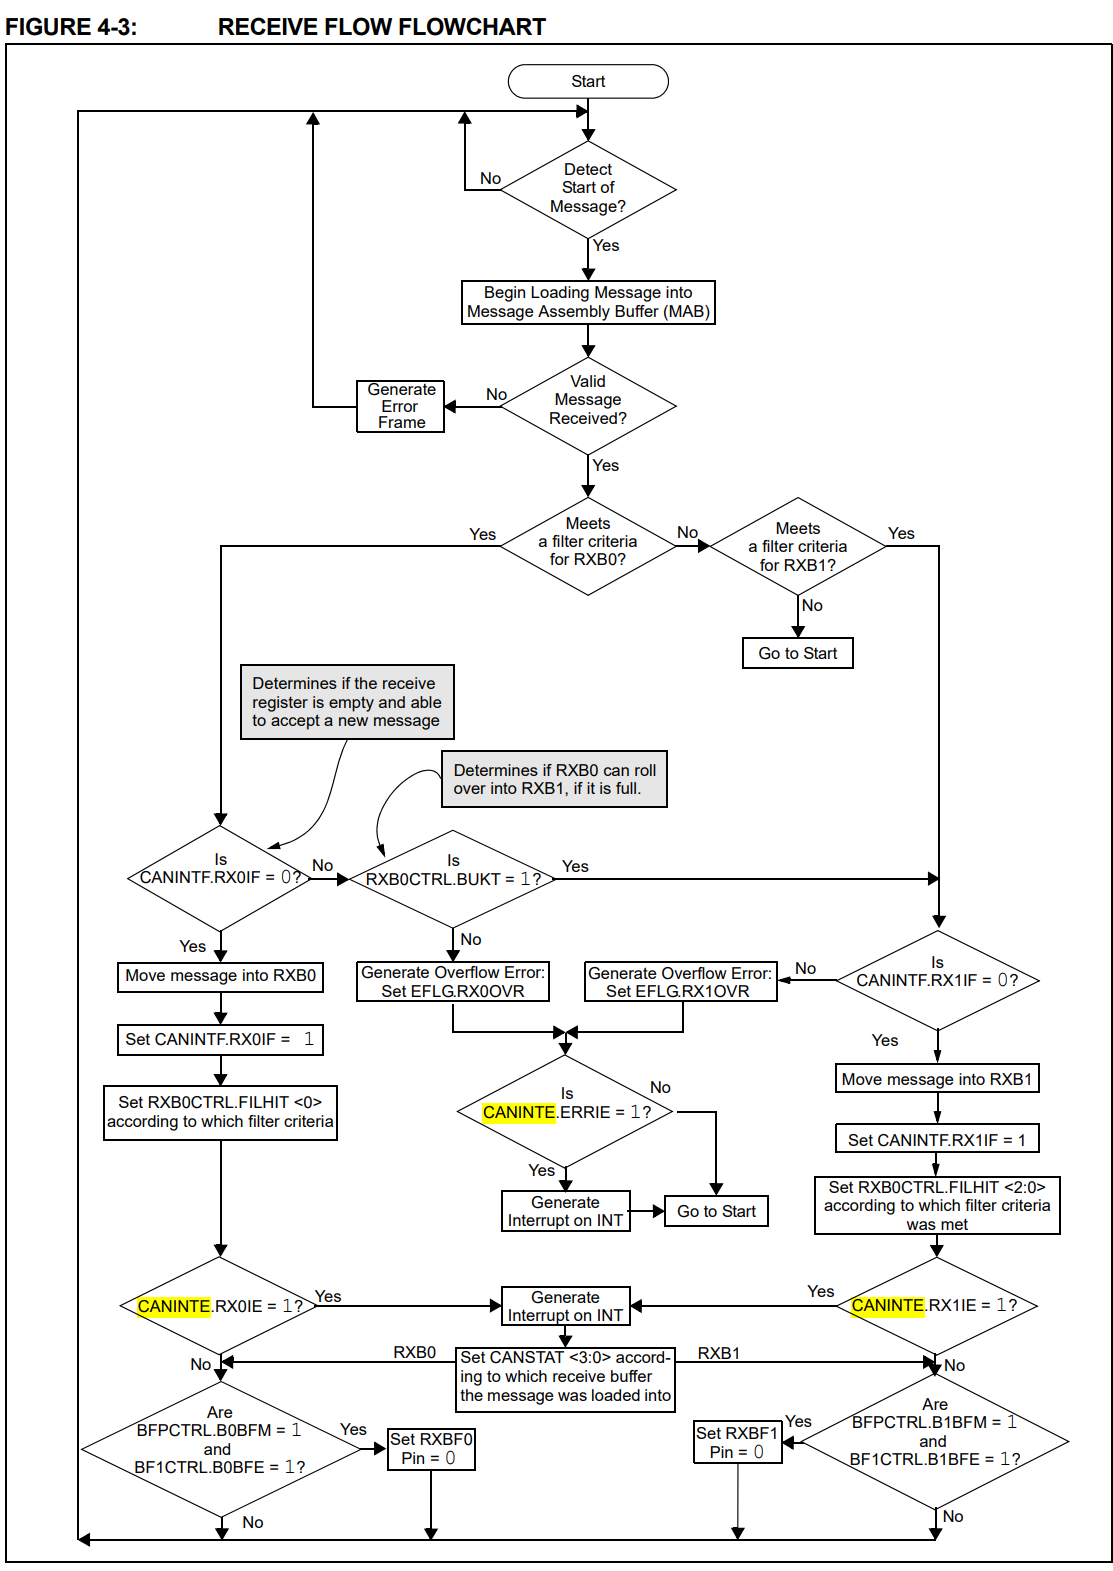 FIGURE 4-3: RECEIVE FLOW FLOWCHART
Start
Detect
Start of
Message?
No
Yes
Begin Loading Message into
Message Assembly Buffer (MAB)
Valid
Message
Received?
No
Generate
Error
Frame
Yes
Meets
a filter criteria
for RXB0?
Yes
No
Meets
a filter criteria
for RXB1?
Yes
No
Go to Start
Determines if the receive
register is empty and able
to accept a new message
Determines if RXB0 can roll
over into RXB1, if it is full.
Is
CANINTF.RX0IF = 0?
No
Is
RXB0CTRL.BUKT = 1?
Yes
Yes
No
Move message into RXB0
Generate Overflow Error:
Set EFLG.RX0OVR
Generate Overflow Error:
Set EFLG.RX1OVR
No
Is
CANINTF.RX1IF = 0?
Set CANINTF.RX0IF = 1
Yes
Move message into RXB1
Set RXB0CTRL.FILHIT <0>
according to which filter criteria
Is
CANINTE.ERRIE = 1?
No
Yes
Set CANINTF.RX1IF = 1
Generate
Interrupt on INT
Go to Start
Set RXB0CTRL.FILHIT <2:0>
according to which filter criteria
was met
CANINTE.RX0IE = 1?
Yes
Generate
Interrupt on INT
Yes
CANINTE.RX1IE = 1?
No
RXB0
Set CANSTAT <3:0> accord-
ing to which receive buffer
the message was loaded into
RXB1
No
Are
BFPCTRL.B0BFM = 1
and
BF1CTRL.B0BFE = 1?
Yes
Set RXBF0
Pin = 0
Set RXBF1
Pin = 0
Yes
Are
BFPCTRL.B1BFM = 1
and
BF1CTRL.B1BFE = 1?
No
No